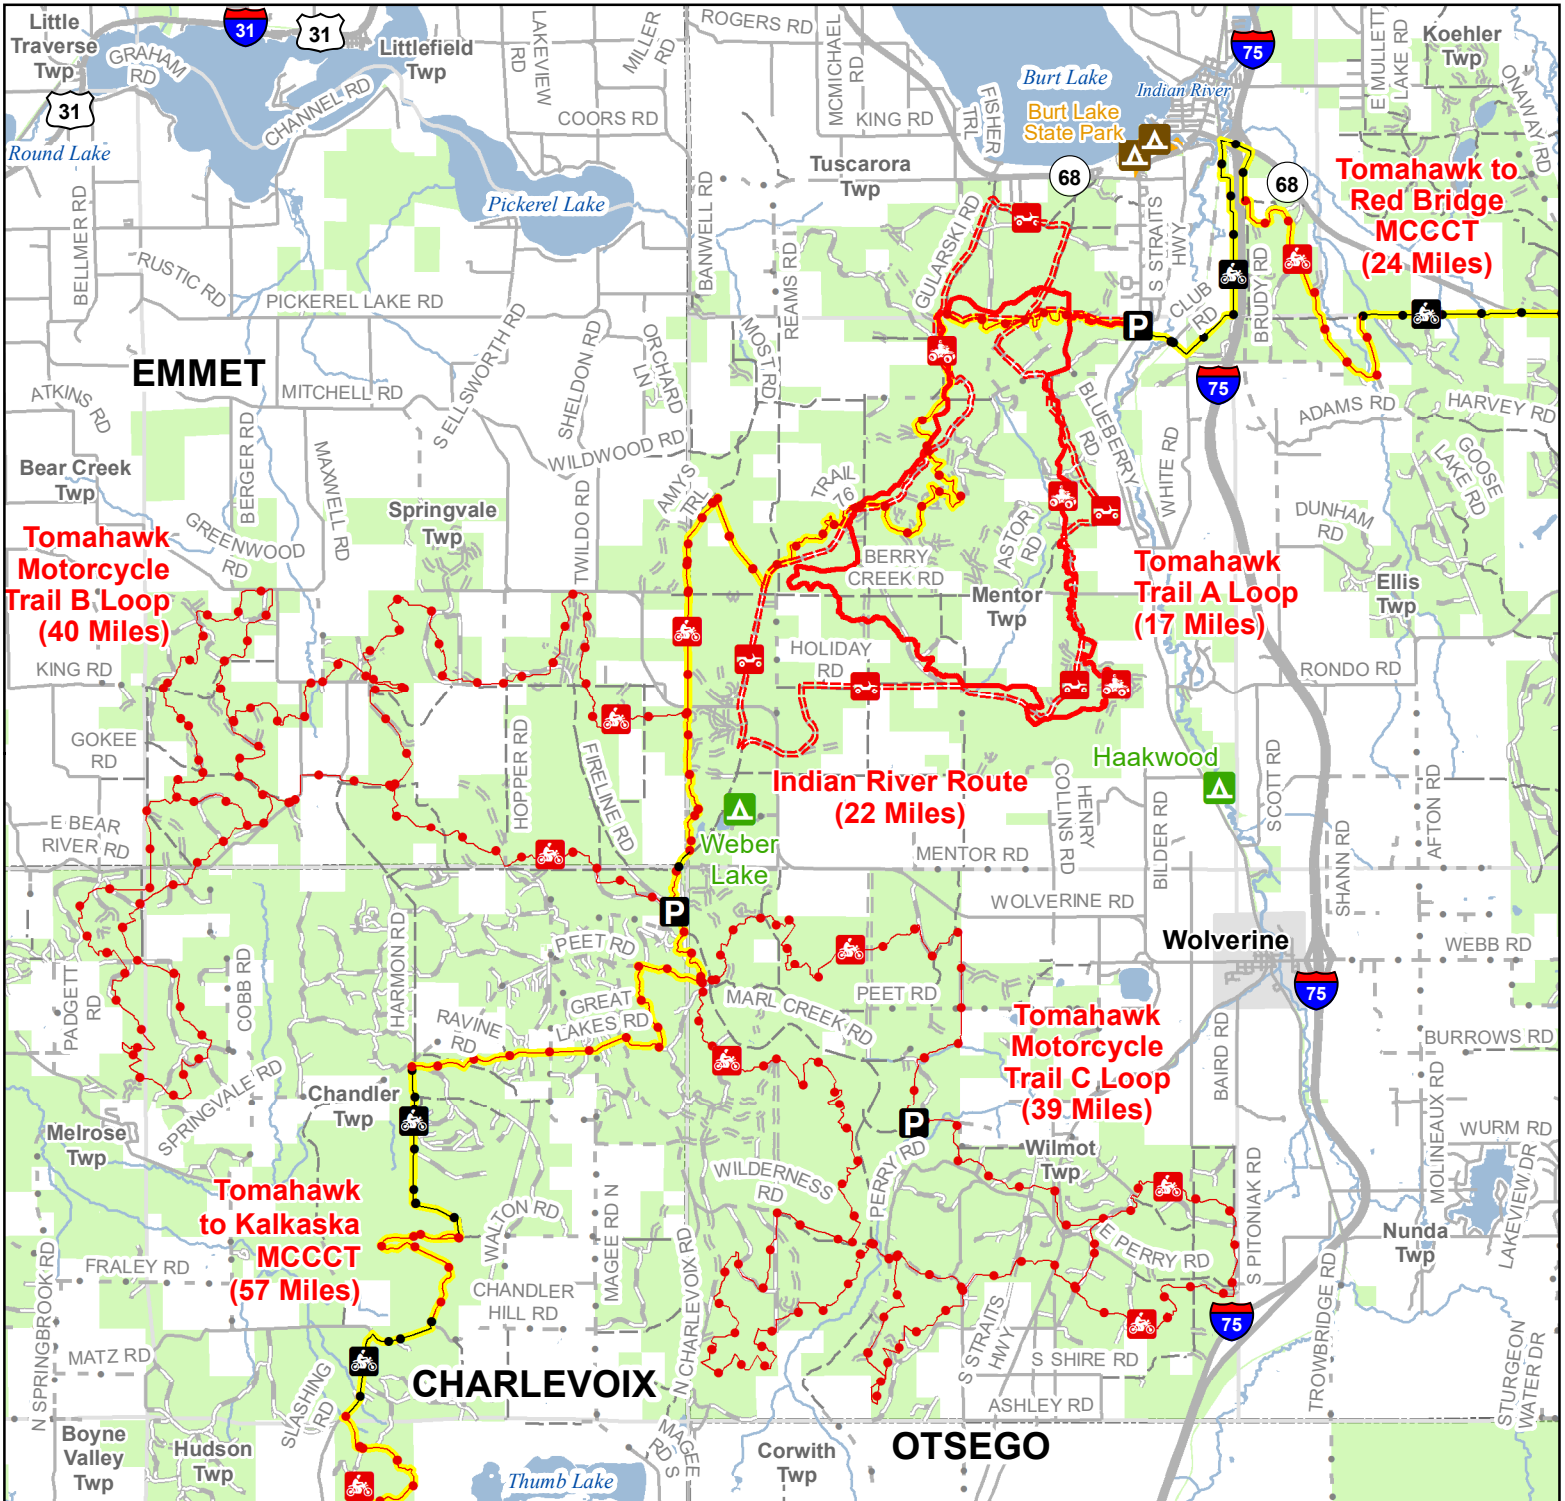 Little
Traverse
Twp
31
31
GRAHAM
RD
Littlefield
Twp
LAKEVIEW
RD
MILLER
RD
ROGERS RD
MCMICHAEL
RD
Burt Lake
Indian River
75
E MULLETT
LAKE RD
Koehler
Twp
ONAWAY RD
31
CHANNEL RD
COORS RD
KING RD
FISHER
TRL
Burt Lake
State Park
Round Lake
Tuscarora
Twp
68
68
Tomahawk to
Red Bridge
MCCCT
(24 Miles)
Pickerel Lake
BELLMER RD
RUSTIC RD
PICKEREL LAKE RD
BANWELL RD
REAMS RD
GULARSKI RD
S STRAITS
HWY
CLUB
RD
BRUDY RD
P
EMMET
MITCHELL RD
ATKINS RD
S ELLSWORTH RD
SHELDON RD
ORCHARD
LN
MOST RD
75
ADAMS RD
HARVEY RD
BERGER RD
MAXWELL RD
WILDWOOD RD
BLUEBERRY
RD
WHITE RD
GOOSE
LAKE RD
Bear Creek
Twp
Springvale
Twp
TWILDO RD
AMYS
TRL
TRAIL
76
ASTOR
RD
DUNHAM
RD
GREENWOOD
RD
Tomahawk
Motorcycle
Trail B Loop
(40 Miles)
BERRY
CREEK RD
Mentor
Twp
Tomahawk
Trail A Loop
(17 Miles)
Ellis
Twp
KING RD
HOLIDAY
RD
RONDO RD
GOKEE
RD
HOPPER RD
FIRELINE RD
Indian River Route
(22 Miles)
Haakwood
HENRY
COLLINS RD
BILDER RD
SCOTT RD
SHANN RD
AFTON RD
E BEAR
RIVER RD
Weber
Lake
MENTOR RD
WOLVERINE RD
P
Wolverine
WEBB RD
PADGETT
RD
COBB RD
HARMON RD
PEET RD
GREAT
LAKES RD
RAVINE
RD
MARL CREEK RD
PEET RD
75
Tomahawk
Motorcycle
Trail C Loop
(39 Miles)
BAIRD RD
BURROWS RD
MOLINEAUX RD
SPRINGVALE RD
Chandler
Twp
P
Melrose
Twp
WURM RD
Tomahawk
to Kalkaska
MCCCT
(57 Miles)
WALTON RD
MAGEE RD N
WILDERNESS
RD
PERRY RD
Wilmot
Twp
E PERRY RD
S PITONIAK RD
Nunda
Twp
LAKEVIEW DR
N SPRINGBROOK RD
FRALEY RD
CHANDLER
HILL RD
N CHARLEVOIX RD
S STRAITS
HWY
75
TROWBRIDGE RD
MATZ RD
SLASHING
RD
CHARLEVOIX
S SHIRE RD
ASHLEY RD
STURGEON
WATER DR
Boyne
Valley
Twp
Hudson
Twp
Thumb Lake
MAGEE
RD S
Corwith
Twp
OTSEGO